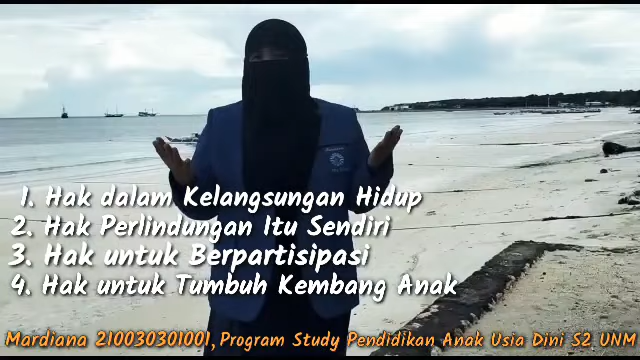 1. Hak dalam Kelangsungan Hidup
2. Hak Perlindungan Itu Sendiri
3. Hak untuk Berpartisipasi
4. Hak untuk Tumbuh Kembang Anak
Mardiana 210030301001, Program Study Pendidikan Anak Usia Dini S2 UNM